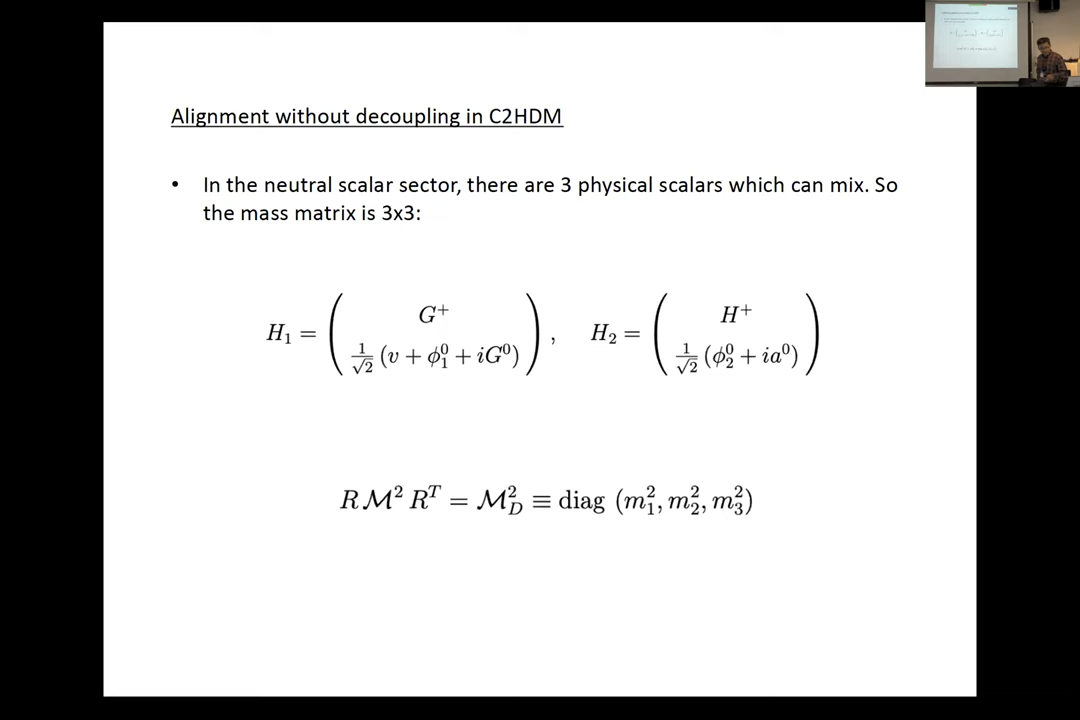 Alignment without decoupling in C2HDM
• In the neutral scalar sector, there are 3 physical scalars which can mix. So
the mass matrix is 3x3:
H₁ = ( G⁺ ; 1/√2 (v + ϕ₁⁰ + iG⁰) ), H₂ = ( H⁺ ; 1/√2 (ϕ₂⁰ + ia⁰) )
R ℳ² Rᵀ = ℳ_D² ≡ diag (m₁², m₂², m₃²)